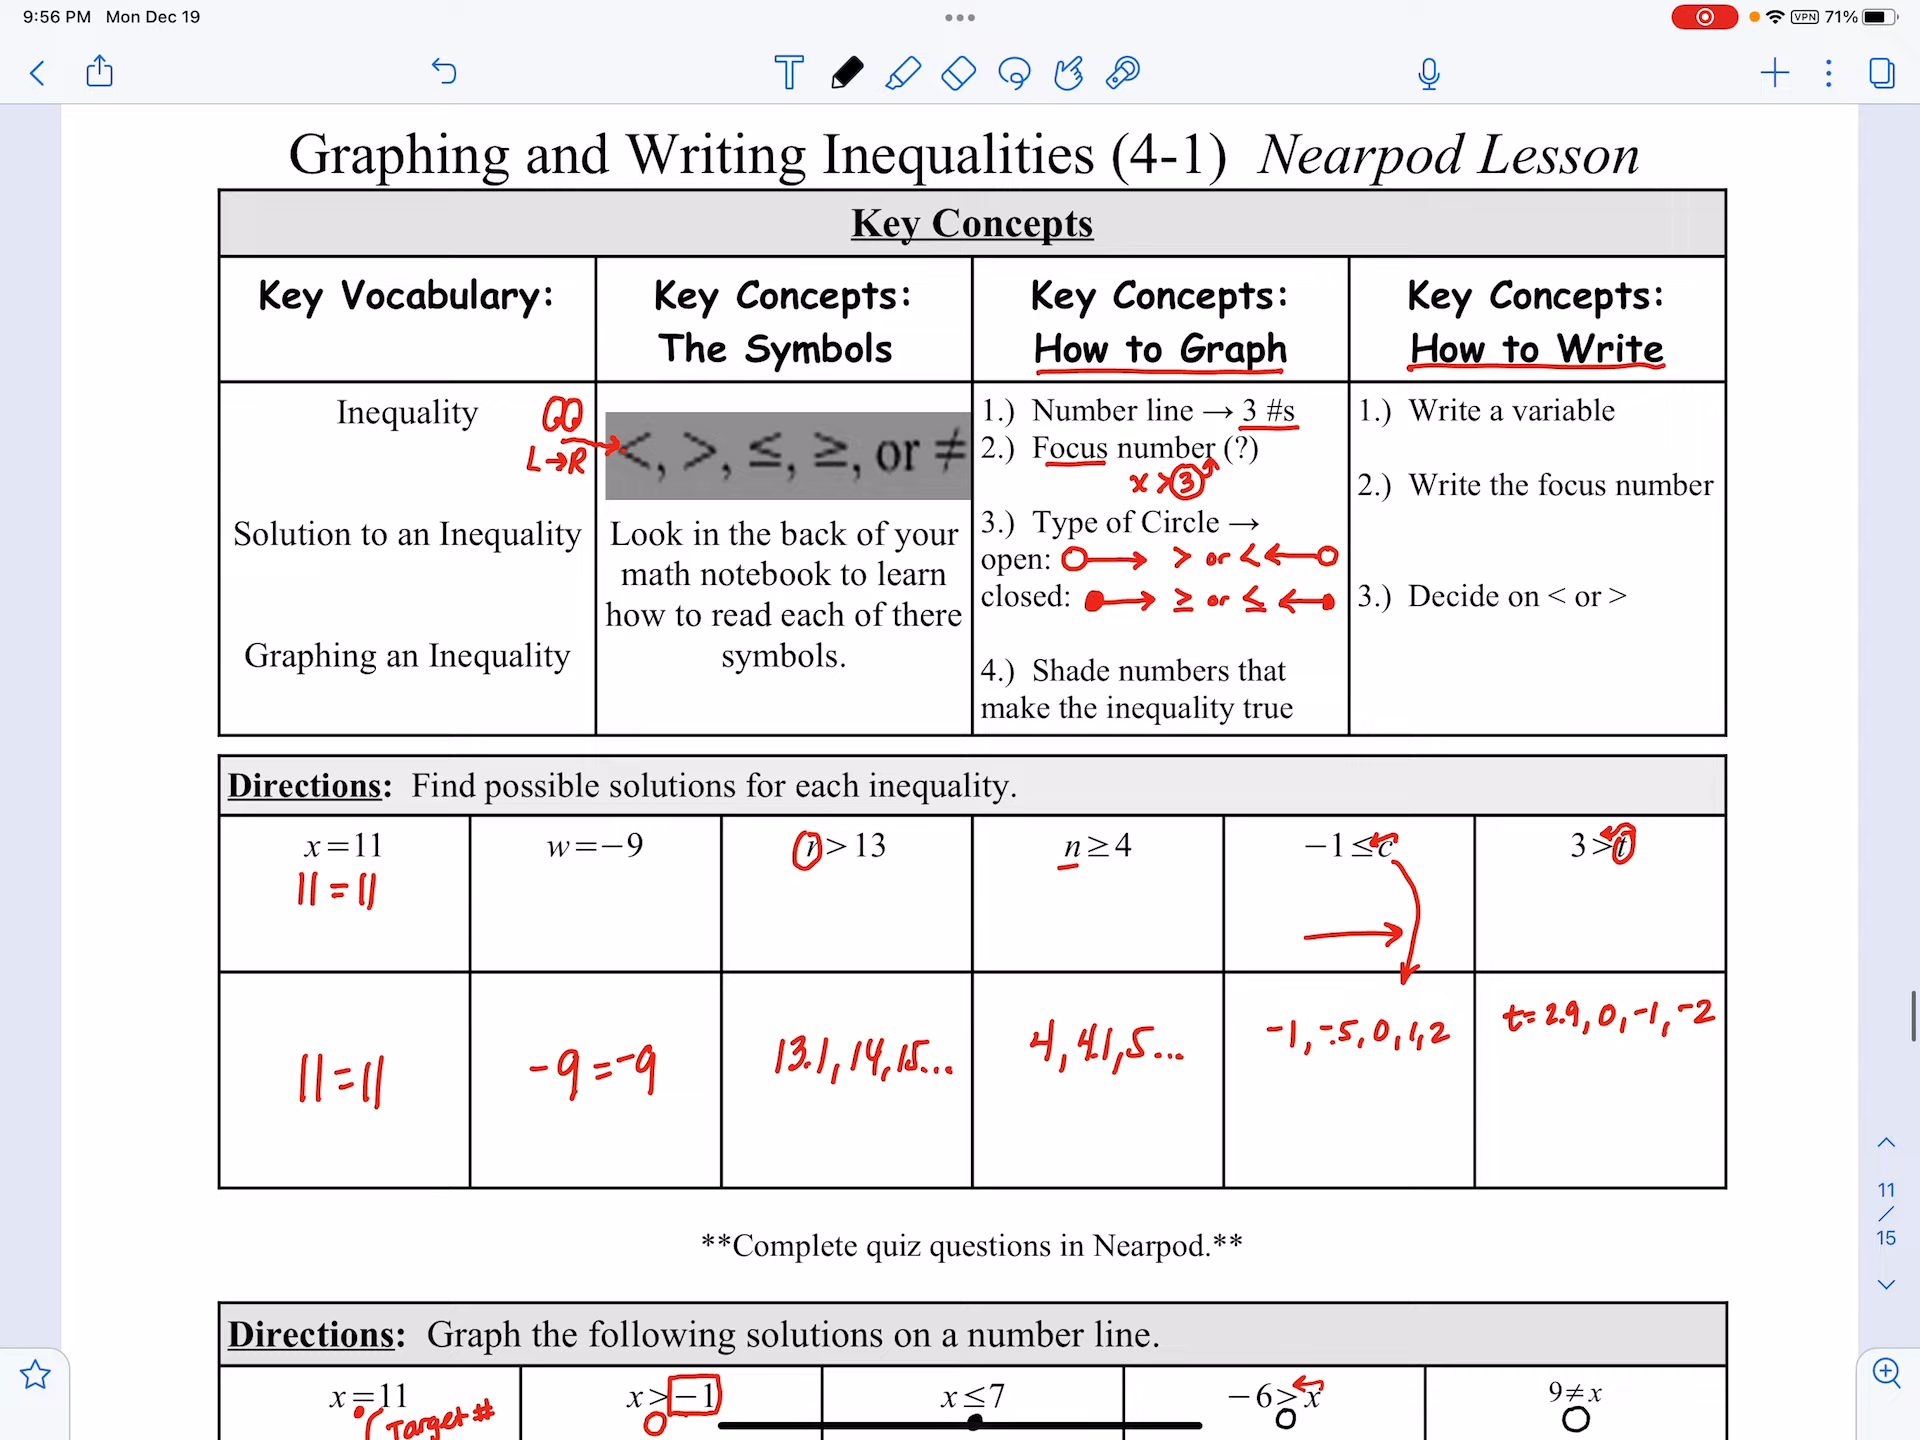 9:56 PM Mon Dec 19
VPN 71%
Graphing and Writing Inequalities (4-1) Nearpod Lesson
Key Concepts
Key Vocabulary:
Key Concepts:
The Symbols
Key Concepts:
How to Graph
Key Concepts:
How to Write
Inequality
L→R
Solution to an Inequality
Graphing an Inequality
<, >, ≤, ≥, or ≠
Look in the back of your
math notebook to learn
how to read each of there
symbols.
1.) Number line → 3 #s
2.) Focus number (?)
x > 3
3.) Type of Circle →
open: > or <
closed: ≥ or ≤
4.) Shade numbers that
make the inequality true
1.) Write a variable
2.) Write the focus number
3.) Decide on < or >
Directions: Find possible solutions for each inequality.
x=11 w=−9 r>13 n≥4 −1≤c 3>t
11=11
11=11 -9=-9 13.1, 14, 15... 4, 4.1, 5... -1, -.5, 0, 1, 2 t=2.9, 0, -1, -2
**Complete quiz questions in Nearpod.**
Directions: Graph the following solutions on a number line.
x=11 x>−1 x≤7 −6>x 9≠x
Target #
11
/
15